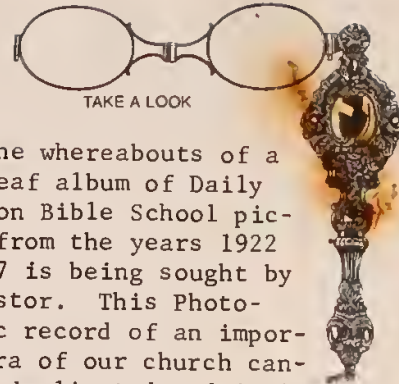 TAKE A LOOK
he whereabouts of a
eaf album of Daily
on Bible School pic-
from the years 1922
7 is being sought by
stor. This Photo-
c record of an impor-
ra of our church can-